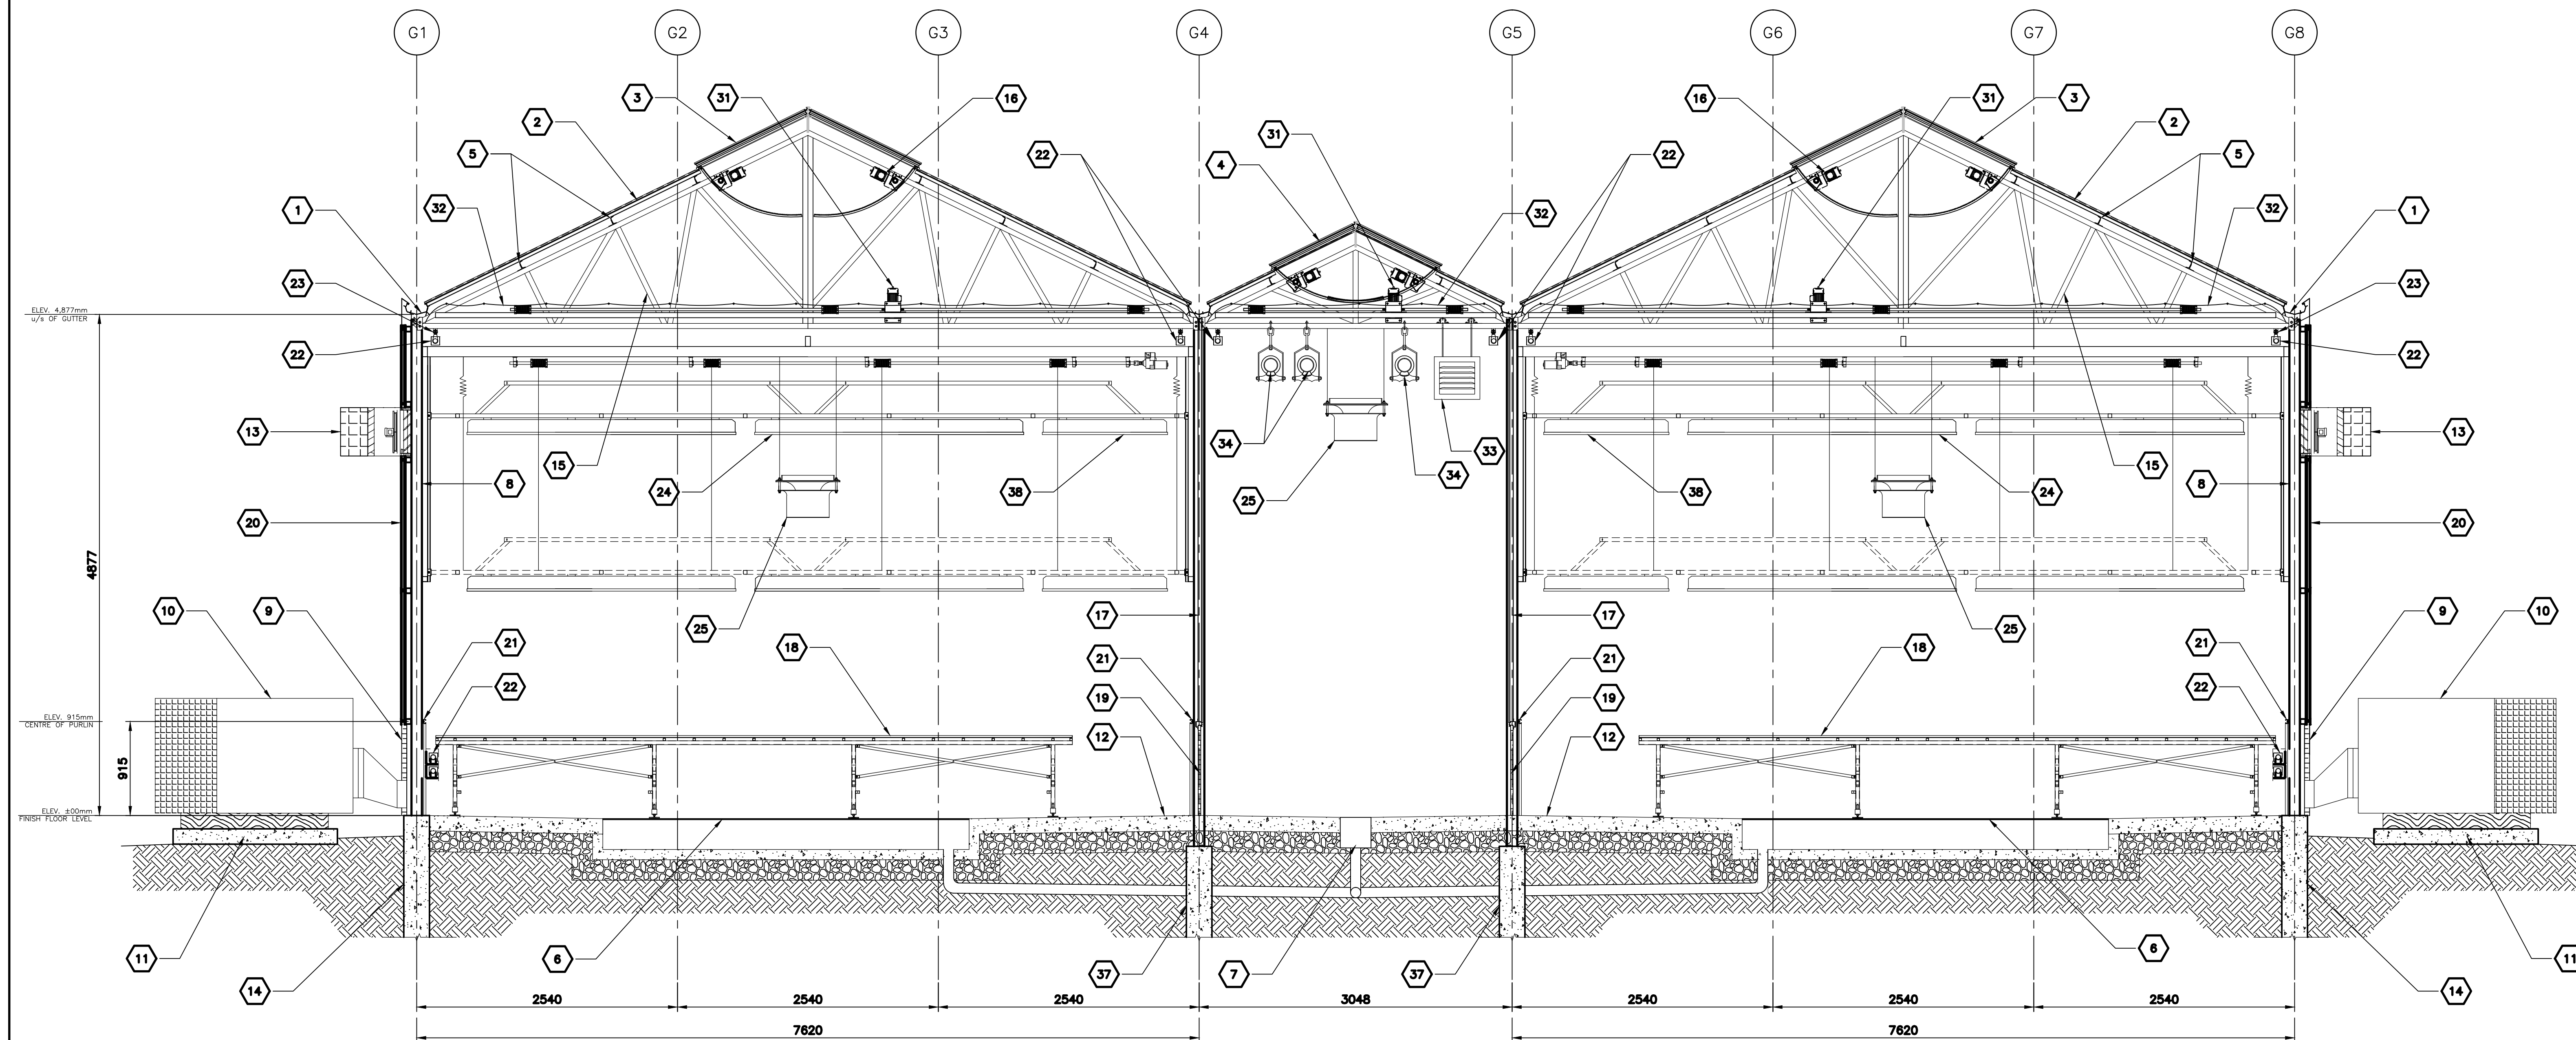 G1 G2 G3 G4 G5 G6 G7 G8
3 31 16 16 31 3
2 31 2
5 22 22 5
4
1 32 32 32 1
23 23
ELEV. 4,877mm
u/s OF GUTTER
22 22
13 34 33 13
15 34 15
8 24 38 25 38 24 8
20 20
4877
10 9 17 17 9 10
25 25
21 18 21 21 18 21
22 19 19 22
ELEV. 915mm
CENTRE OF PURLIN
12 12
915
ELEV. ±00mm
FINISH FLOOR LEVEL
11 6 37 7 37 6 11
14 14
2540 2540 2540 3048 2540 2540 2540
7620 7620